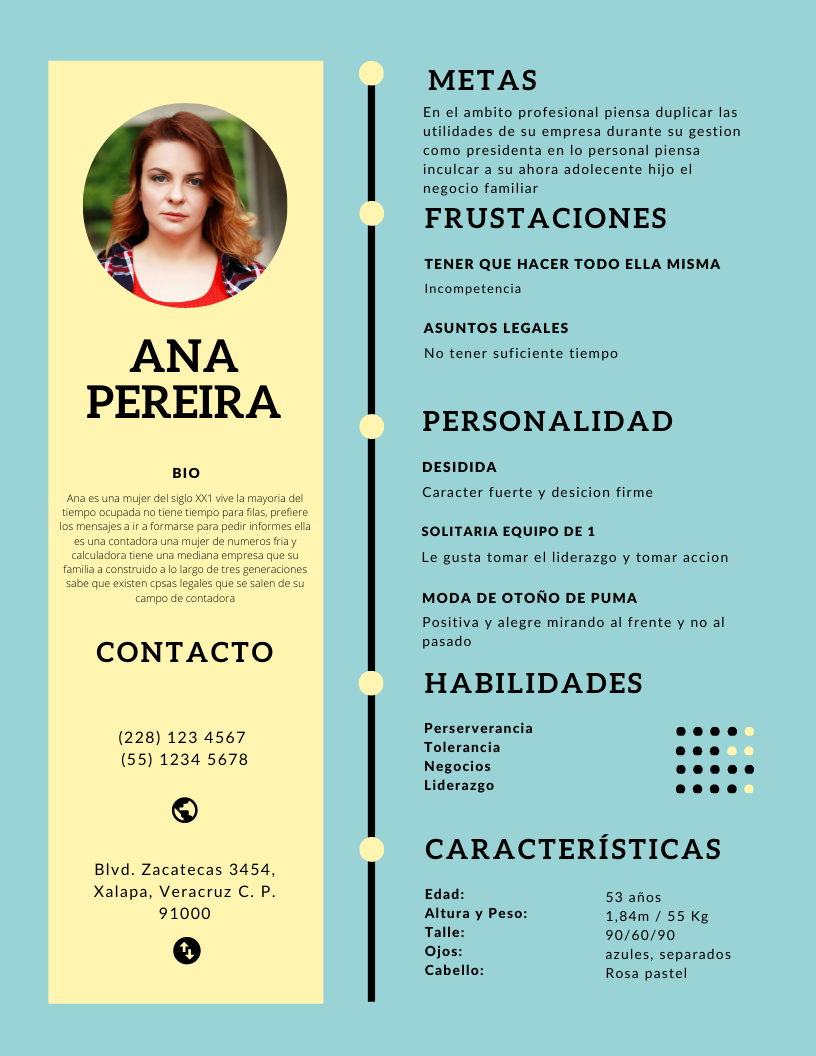 ANA
PEREIRA
BIO
Ana es una mujer del siglo XX1 vive la mayoria del
tiempo ocupada no tiene tiempo para filas, prefiere
los mensajes a ir a formarse para pedir informes ella
es una contadora una mujer de numeros fria y
calculadora tiene una mediana empresa que su
familia a construido a lo largo de tres generaciones
sabe que existen cpsas legales que se salen de su
campo de contadora
CONTACTO
(228) 123 4567
(55) 1234 5678
Blvd. Zacatecas 3454,
Xalapa, Veracruz C. P.
91000
METAS
En el ambito profesional piensa duplicar las
utilidades de su empresa durante su gestion
como presidenta en lo personal piensa
inculcar a su ahora adolecente hijo el
negocio familiar
FRUSTACIONES
TENER QUE HACER TODO ELLA MISMA
Incompetencia
ASUNTOS LEGALES
No tener suficiente tiempo
PERSONALIDAD
DESIDIDA
Caracter fuerte y desicion firme
SOLITARIA EQUIPO DE 1
Le gusta tomar el liderazgo y tomar accion
MODA DE OTOÑO DE PUMA
Positiva y alegre mirando al frente y no al
pasado
HABILIDADES
Perserverancia
Tolerancia
Negocios
Liderazgo
CARACTERÍSTICAS
Edad: 53 años
Altura y Peso: 1,84m / 55 Kg
Talle: 90/60/90
Ojos: azules, separados
Cabello: Rosa pastel